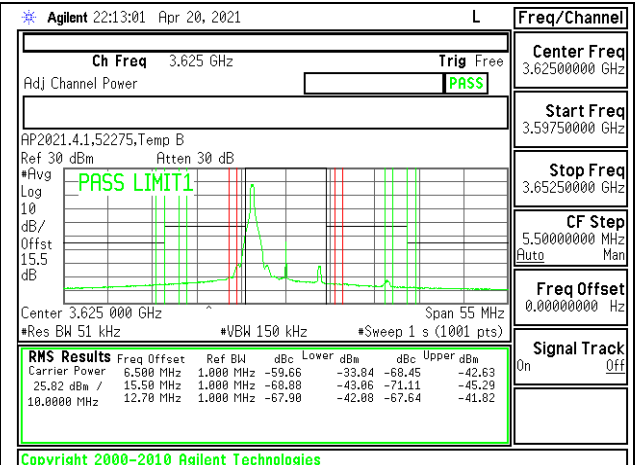 Agilent 22:13:01 Apr 20, 2021 L
Freq/Channel
Ch Freq 3.625 GHz Trig Free
Adj Channel Power PASS
AP2021.4.1,52275,Temp B
Ref 30 dBm Atten 30 dB
#Avg
Log
10
dB/
Offst
15.5
dB
PASS LIMIT1
Center 3.625 000 GHz ^ Span 55 MHz
#Res BW 51 kHz #VBW 150 kHz #Sweep 1 s (1001 pts)
RMS Results Freq Offset Ref BW dBc Lower dBm dBc Upper dBm
Carrier Power 6.500 MHz 1.000 MHz -59.66 -33.84 -68.45 -42.63
25.82 dBm / 15.50 MHz 1.000 MHz -68.88 -43.06 -71.11 -45.29
10.0000 MHz 12.70 MHz 1.000 MHz -67.90 -42.08 -67.64 -41.82
Center Freq
3.62500000 GHz
Start Freq
3.59750000 GHz
Stop Freq
3.65250000 GHz
CF Step
5.50000000 MHz
Auto Man
Freq Offset
0.00000000 Hz
Signal Track
On Off
Copyright 2000-2010 Agilent Technologies